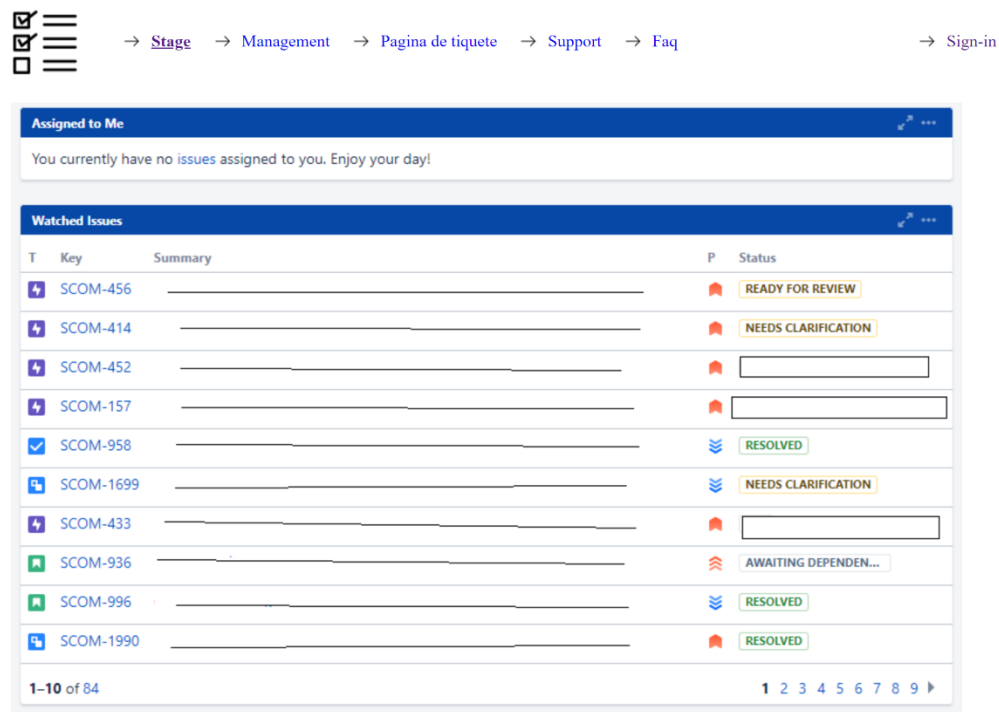 → Stage → Management → Pagina de tiquete → Support → Faq → Sign-in
Assigned to Me
You currently have no issues assigned to you. Enjoy your day!
Watched Issues
T Key Summary P Status
SCOM-456 READY FOR REVIEW
SCOM-414 NEEDS CLARIFICATION
SCOM-452
SCOM-157
SCOM-958 RESOLVED
SCOM-1699 NEEDS CLARIFICATION
SCOM-433
SCOM-936 AWAITING DEPENDEN...
SCOM-996 RESOLVED
SCOM-1990 RESOLVED
1–10 of 84 1 2 3 4 5 6 7 8 9